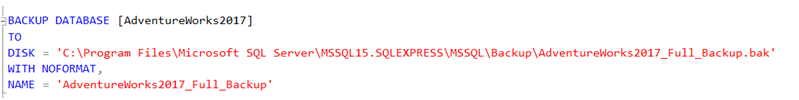 BACKUP DATABASE [AdventureWorks2017]
TO
DISK = 'C:\Program Files\Microsoft SQL Server\MSSQL15.SQLEXPRESS\MSSQL\Backup\AdventureWorks2017_Full_Backup.bak'
WITH NOFORMAT,
NAME = 'AdventureWorks2017_Full_Backup'